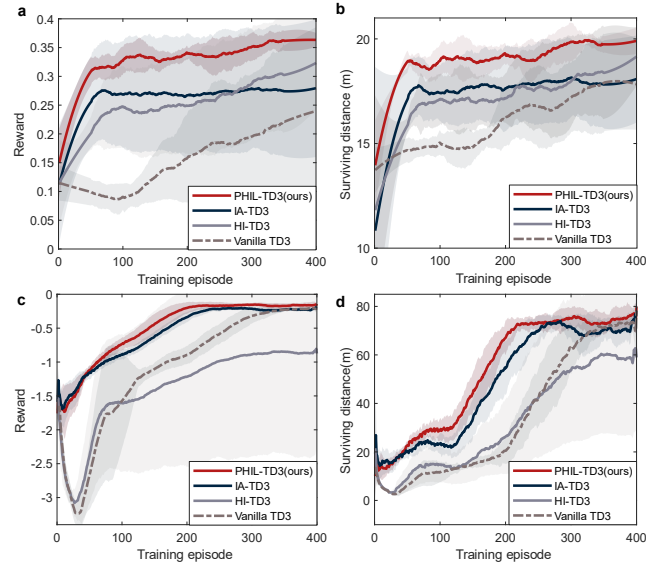 a
0.4
0.35
0.3
0.25
0.2
0.15
0.1
0.05
0
Reward
0
100
200
300
400
Training episode
PHIL-TD3(ours)
IA-TD3
HI-TD3
Vanilla TD3
b
20
17
14
10
Surviving distance (m)
0
100
200
300
400
Training episode
PHIL-TD3(ours)
IA-TD3
HI-TD3
Vanilla TD3
c
0
-0.5
-1
-1.5
-2
-2.5
-3
Reward
0
100
200
300
400
Training episode
PHIL-TD3(ours)
IA-TD3
HI-TD3
Vanilla TD3
d
80
60
40
20
0
Surviving distance(m)
0
100
200
300
400
Training episode
PHIL-TD3(ours)
IA-TD3
HI-TD3
Vanilla TD3